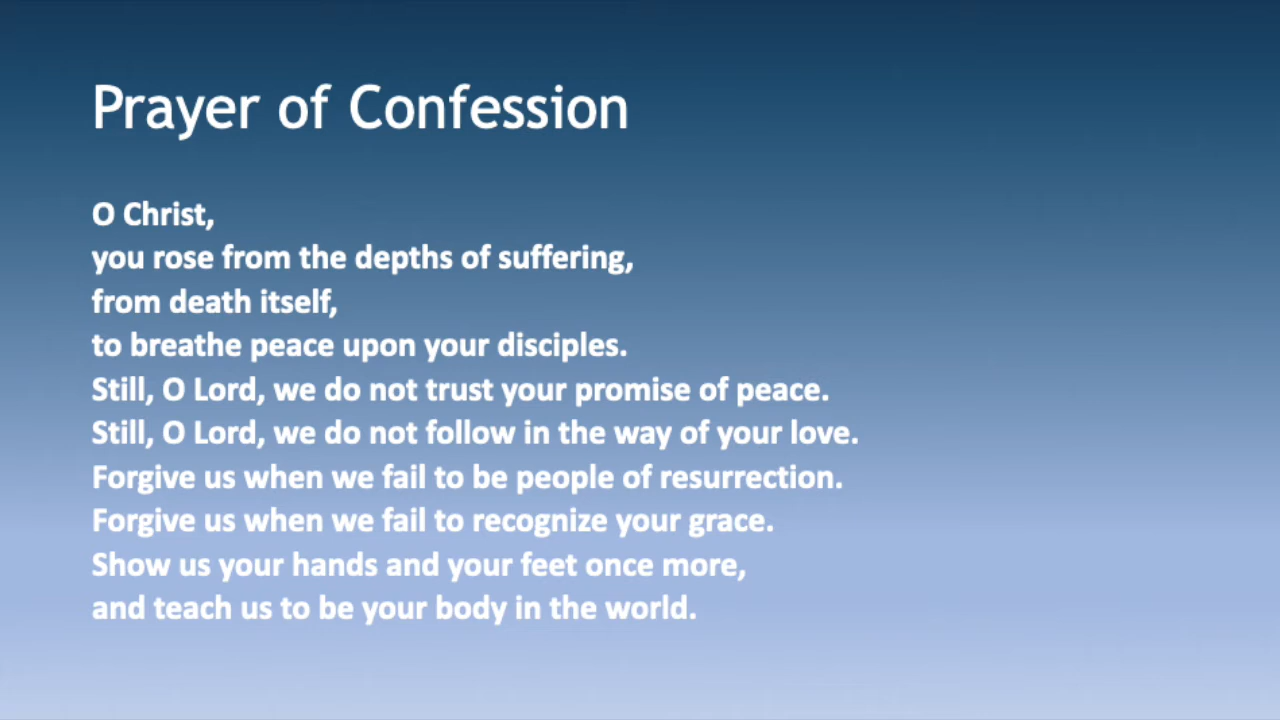 Prayer of Confession
O Christ,
you rose from the depths of suffering,
from death itself,
to breathe peace upon your disciples.
Still, O Lord, we do not trust your promise of peace.
Still, O Lord, we do not follow in the way of your love.
Forgive us when we fail to be people of resurrection.
Forgive us when we fail to recognize your grace.
Show us your hands and your feet once more,
and teach us to be your body in the world.